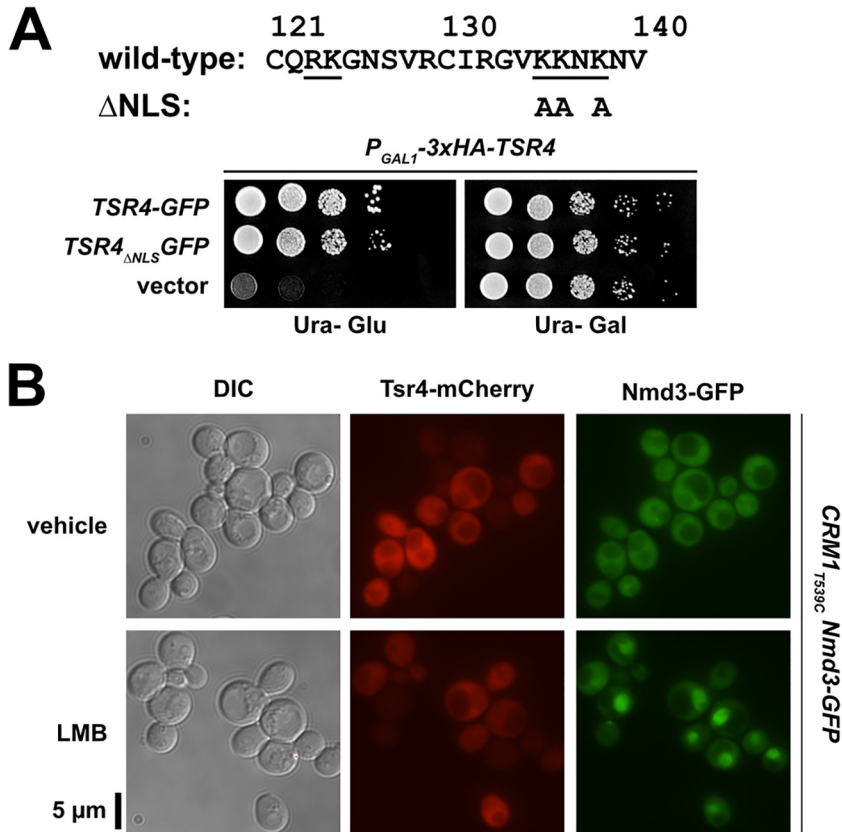 A
121 130 140
wild-type: CQRKGNSVRCIRGVKKNKNV
ΔNLS: AA A
P_GAL1-3xHA-TSR4
TSR4-GFP
TSR4ΔNLSGFP
vector
Ura- Glu Ura- Gal
B
DIC Tsr4-mCherry Nmd3-GFP
vehicle
LMB
5 µm
CRM1T539C Nmd3-GFP